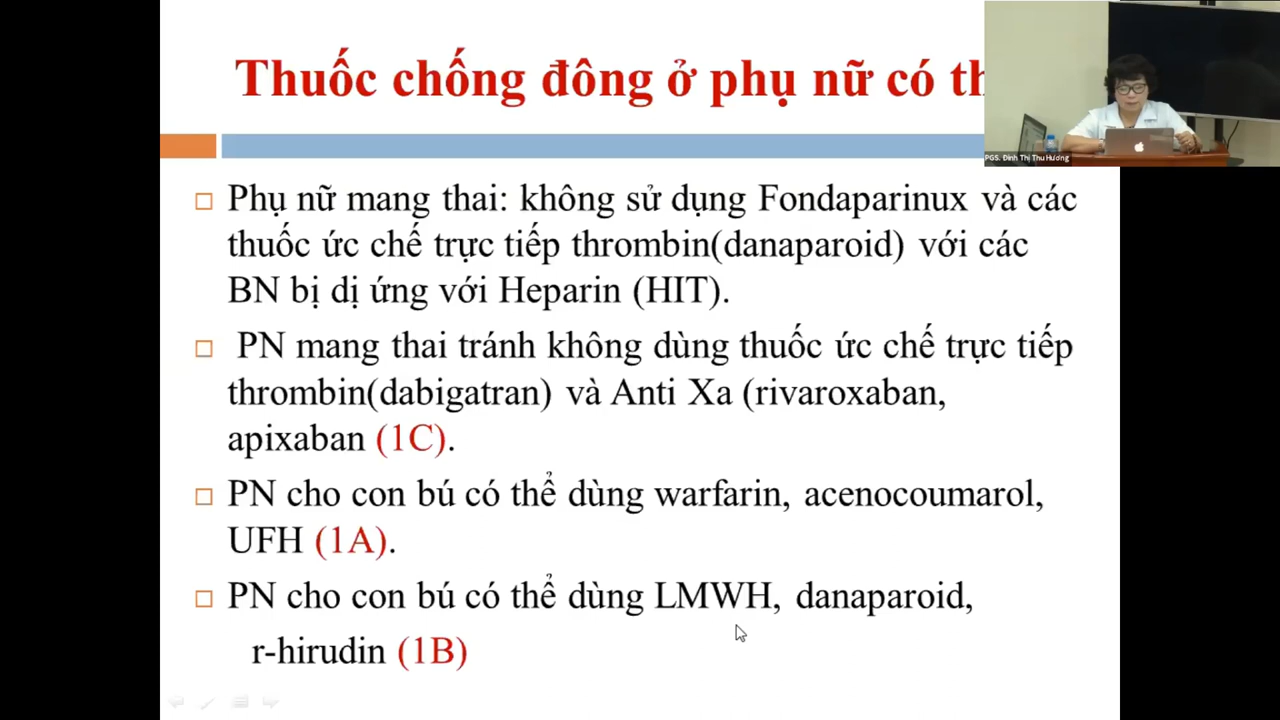 Thuốc chống đông ở phụ nữ có th
PGS. Đinh Thị Thu Hương
Phụ nữ mang thai: không sử dụng Fondaparinux và các
thuốc ức chế trực tiếp thrombin(danaparoid) với các
BN bị dị ứng với Heparin (HIT).
PN mang thai tránh không dùng thuốc ức chế trực tiếp
thrombin(dabigatran) và Anti Xa (rivaroxaban,
apixaban (1C).
PN cho con bú có thể dùng warfarin, acenocoumarol,
UFH (1A).
PN cho con bú có thể dùng LMWH, danaparoid,
r-hirudin (1B)